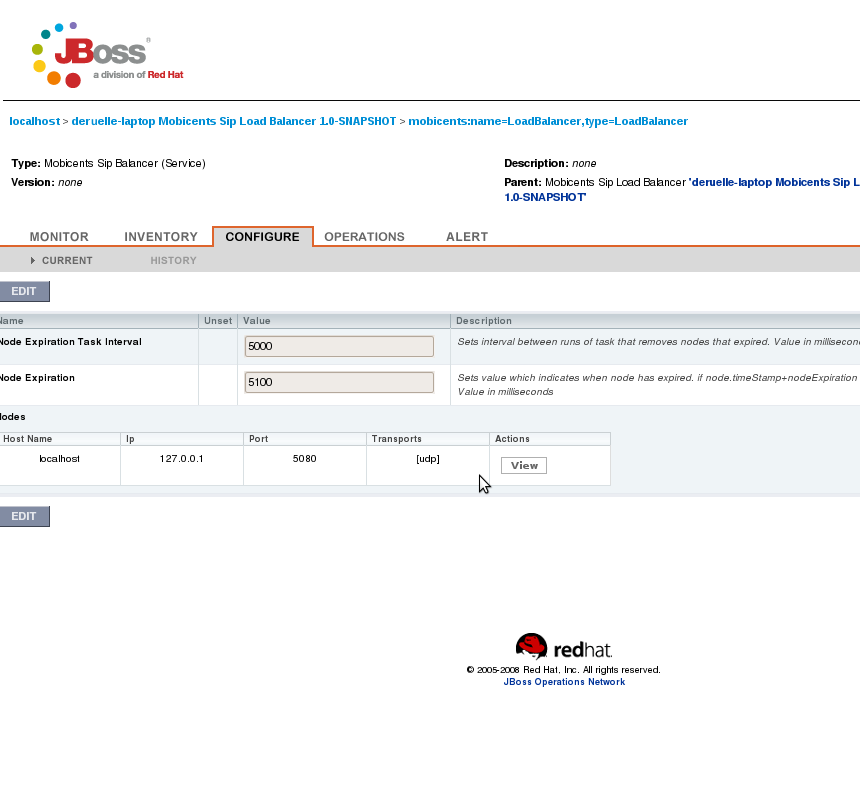 JBoss®
a division of Red Hat
localhost > deruelle-laptop Mobicents Sip Load Balancer 1.0-SNAPSHOT > mobicents:name=LoadBalancer,type=LoadBalancer
Type: Mobicents Sip Balancer (Service)
Description: none
Version: none
Parent: Mobicents Sip Load Balancer 'deruelle-laptop Mobicents Sip L
1.0-SNAPSHOT'
MONITOR INVENTORY CONFIGURE OPERATIONS ALERT
CURRENT HISTORY
EDIT
Name Unset Value Description
Node Expiration Task Interval 5000 Sets interval between runs of task that removes nodes that expired. Value in millisecon
Node Expiration 5100 Sets value which indicates when node has expired. if node.timeStamp+nodeExpiration
Value in milliseconds
Nodes
Host Name Ip Port Transports Actions
localhost 127.0.0.1 5080 [udp] View
EDIT
redhat.
© 2005-2008 Red Hat, Inc. All rights reserved.
JBoss Operations Network